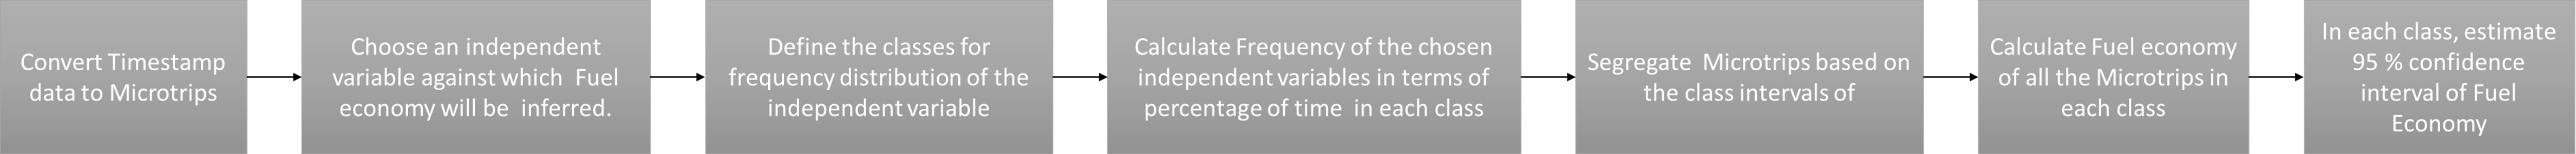 Convert Timestamp
data to Microtrips
Choose an independent
variable against which Fuel
economy will be inferred.
Define the classes for
frequency distribution of the
independent variable
Calculate Frequency of the chosen
independent variables in terms of
percentage of time in each class
Segregate Microtrips based on
the class intervals of
Calculate Fuel economy
of all the Microtrips in
each class
In each class, estimate
95 % confidence
interval of Fuel
Economy